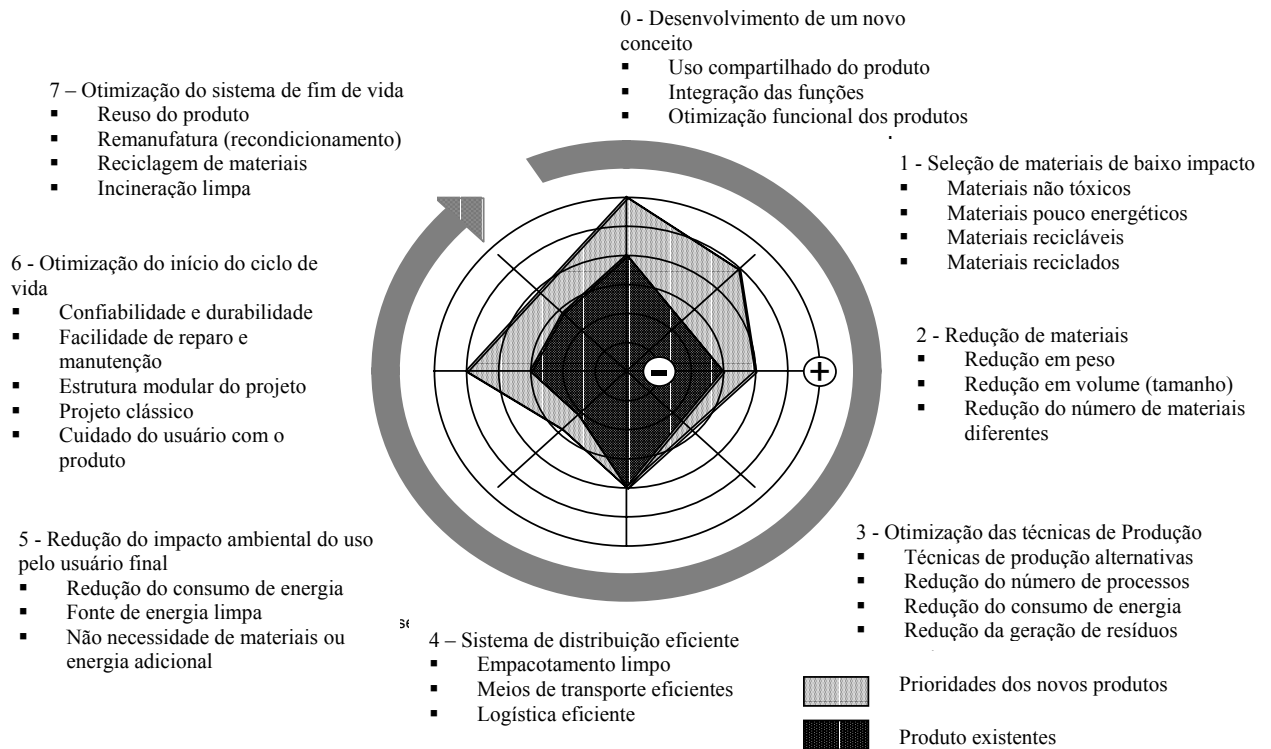 0 - Desenvolvimento de um novo
conceito
▪ Uso compartilhado do produto
▪ Integração das funções
▪ Otimização funcional dos produtos
1 - Seleção de materiais de baixo impacto
▪ Materiais não tóxicos
▪ Materiais pouco energéticos
▪ Materiais recicláveis
▪ Materiais reciclados
2 - Redução de materiais
▪ Redução em peso
▪ Redução em volume (tamanho)
▪ Redução do número de materiais
diferentes
3 - Otimização das técnicas de Produção
▪ Técnicas de produção alternativas
▪ Redução do número de processos
▪ Redução do consumo de energia
▪ Redução da geração de resíduos
4 – Sistema de distribuição eficiente
▪ Empacotamento limpo
▪ Meios de transporte eficientes
▪ Logística eficiente
5 - Redução do impacto ambiental do uso
pelo usuário final
▪ Redução do consumo de energia
▪ Fonte de energia limpa
▪ Não necessidade de materiais ou
energia adicional
6 - Otimização do início do ciclo de
vida
▪ Confiabilidade e durabilidade
▪ Facilidade de reparo e
manutenção
▪ Estrutura modular do projeto
▪ Projeto clássico
▪ Cuidado do usuário com o
produto
7 – Otimização do sistema de fim de vida
▪ Reuso do produto
▪ Remanufatura (recondicionamento)
▪ Reciclagem de materiais
▪ Incineração limpa
−
+
Prioridades dos novos produtos
Produto existentes